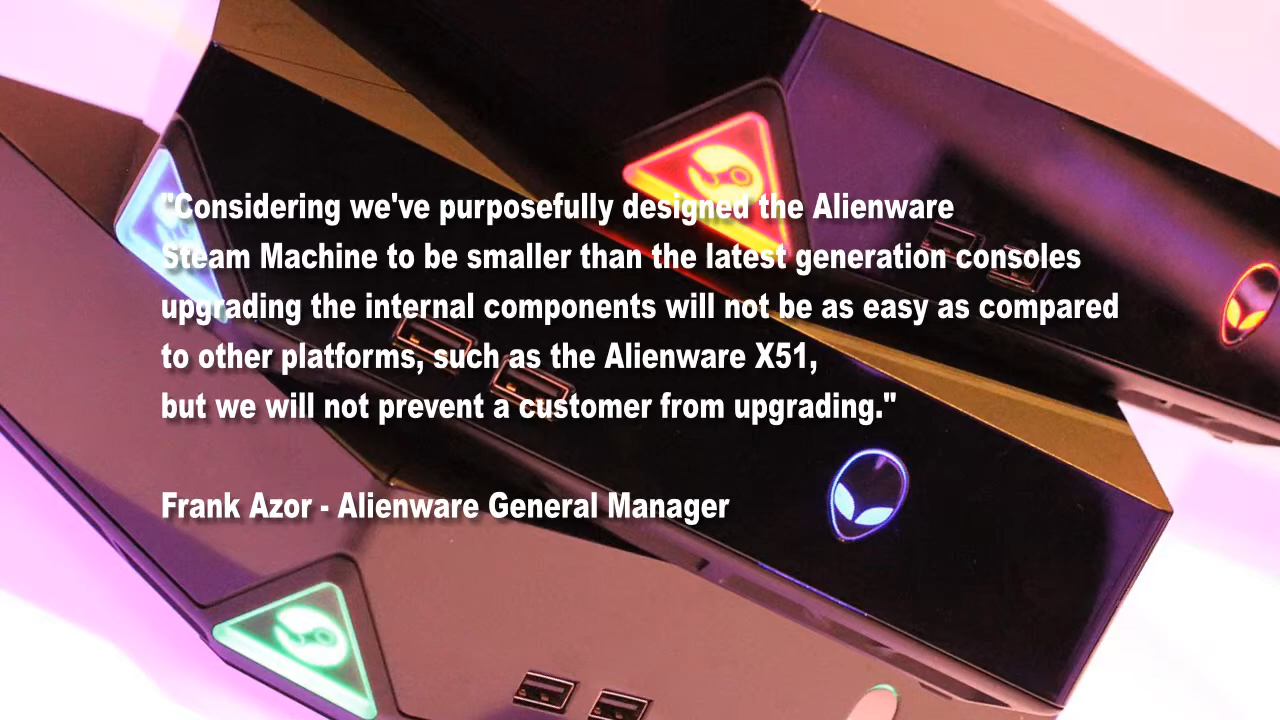 "Considering we've purposefully designed the Alienware
Steam Machine to be smaller than the latest generation consoles
upgrading the internal components will not be as easy as compared
to other platforms, such as the Alienware X51,
but we will not prevent a customer from upgrading."
Frank Azor - Alienware General Manager